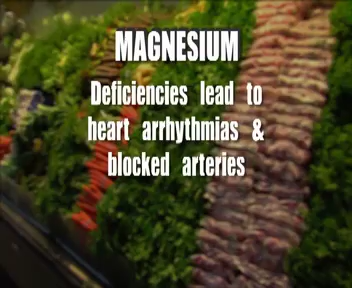 MAGNESIUM
Deficiencies lead to
heart arrhythmias &
blocked arteries